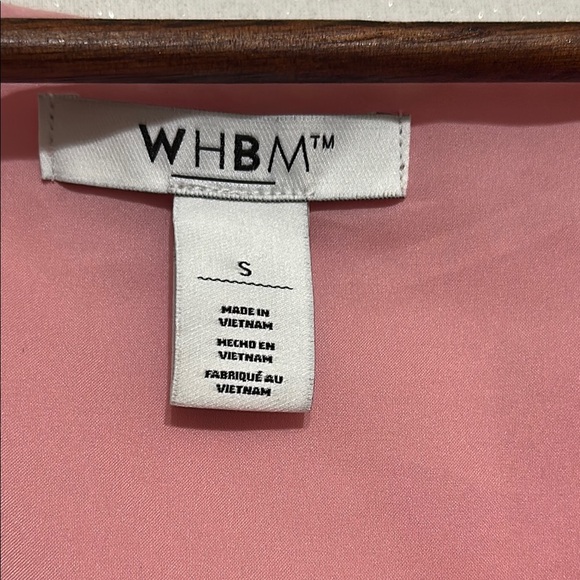 WHBM™
S
MADE IN
VIETNAM
HECHO EN
VIETNAM
FABRIQUÉ AU
VIETNAM